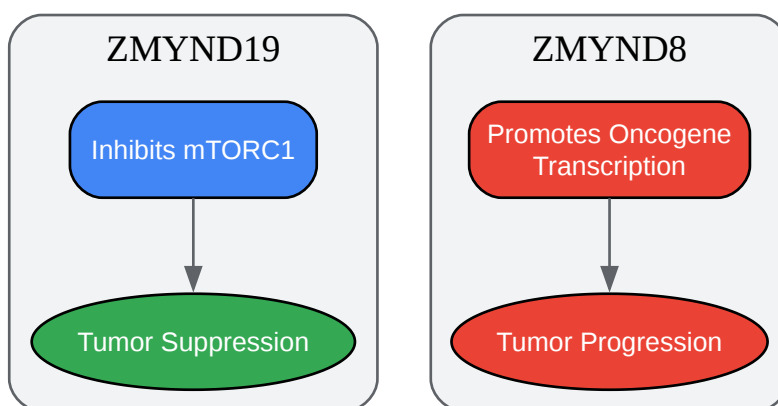 ZMYND19
Inhibits mTORC1
Tumor Suppression
ZMYND8
Promotes Oncogene
Transcription
Tumor Progression